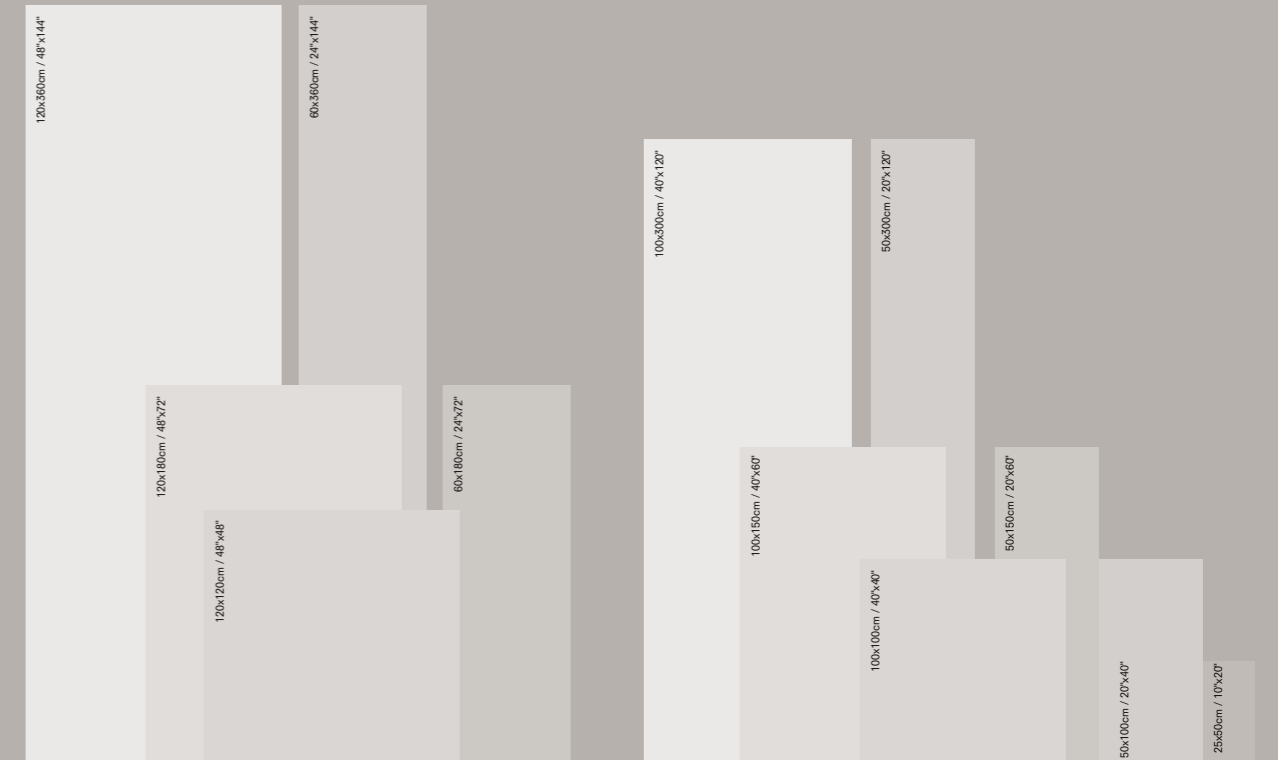 120x360cm / 48"x144"
60x360cm / 24"x144"
120x180cm / 48"x72"
60x180cm / 24"x72"
120x120cm / 48"x48"
100x300cm / 40"x120"
50x300cm / 20"x120"
100x150cm / 40"x60"
50x150cm / 20"x60"
100x100cm / 40"x40"
50x100cm / 20"x40"
25x50cm / 10"x20"